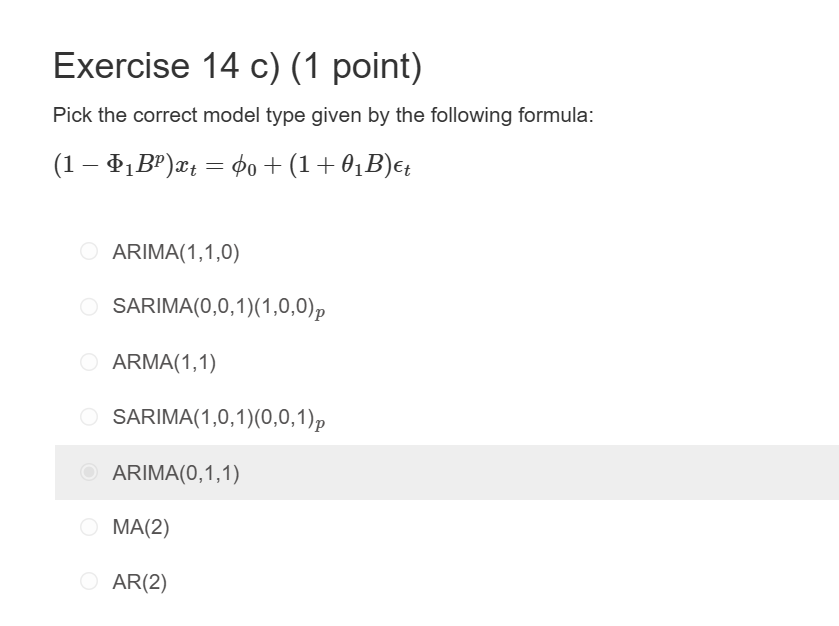 Exercise 14 c) (1 point)
Pick the correct model type given by the following formula:
(1 − Φ₁Bᵖ)xₜ = ϕ₀ + (1 + θ₁B)ϵₜ
ARIMA(1,1,0)
SARIMA(0,0,1)(1,0,0)ₚ
ARMA(1,1)
SARIMA(1,0,1)(0,0,1)ₚ
ARIMA(0,1,1)
MA(2)
AR(2)